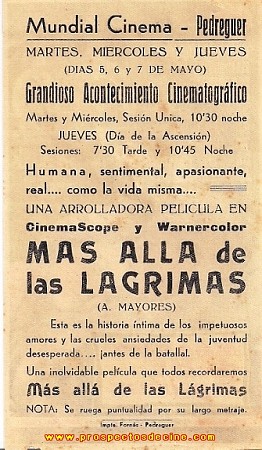 Mundial Cinema - Pedreguer
MARTES, MIERCOLES Y JUEVES
(DIAS 5, 6 y 7 DE MAYO)
Grandioso Acontecimiento Cinematográfico
Martes y Miércoles, Sesión Unica, 10'30 noche
JUEVES (Día de la Ascensión)
Sesiones: 7'30 Tarde y 10'45 Noche
Humana, sentimental, apasionante,
real.... como la vida misma....
UNA ARROLLADORA PELICULA EN
CinemaScope y Warnercolor
MAS ALLA de
las LAGRIMAS
(A. MAYORES)
Esta es la historia íntima de los impetuosos
amores y las crueles ansiedades de la juventud
desesperada.... ¡antes de la batalla!.
Una inolvidable película que todos recordaremos
Más allá de las Lágrimas
NOTA: Se ruega puntualidad por su largo metraje.
Impta. Fornés - Pedreguer
www.prospectosdecine.com